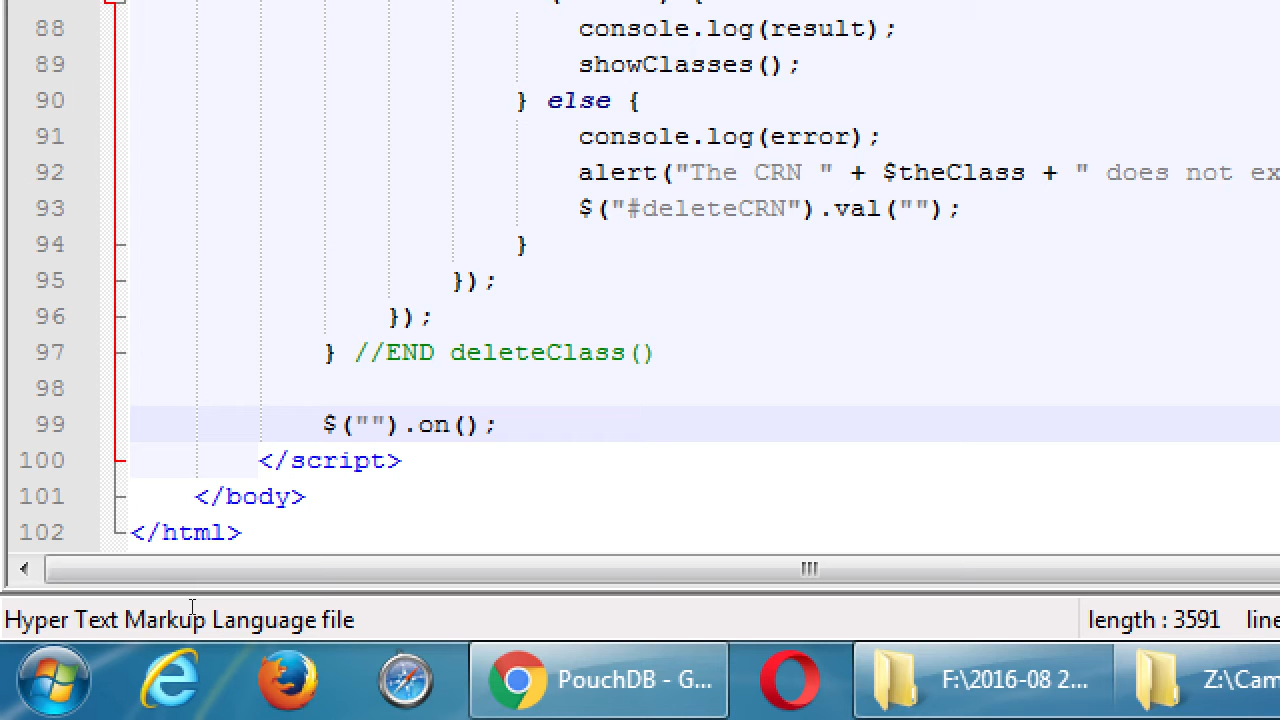 88 console.log(result);
89 showClasses();
90 } else {
91 console.log(error);
92 alert("The CRN " + $theClass + " does not ex
93 $("#deleteCRN").val("");
94 }
95 });
96 });
97 } //END deleteClass()
98
99 $("").on();
100 </script>
101 </body>
102 </html>
Hyper Text Markup Language file length : 3591 line
PouchDB - G... F:\2016-08 2... Z:\Cam